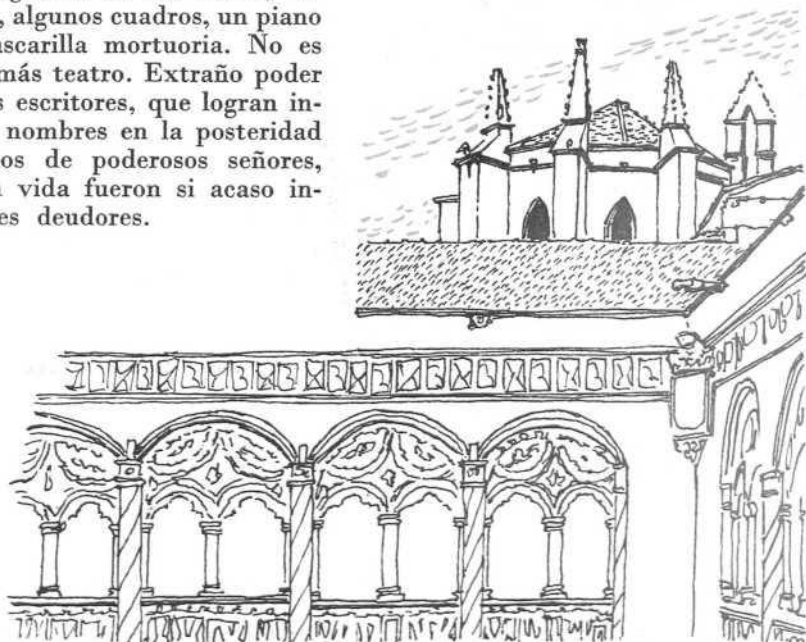 , algunos cuadros, un piano
ascarilla mortuoria. No es
más teatro. Extraño poder
s escritores, que logran in-
nombres en la posteridad
os de poderosos señores,
vida fueron si acaso in-
es deudores.